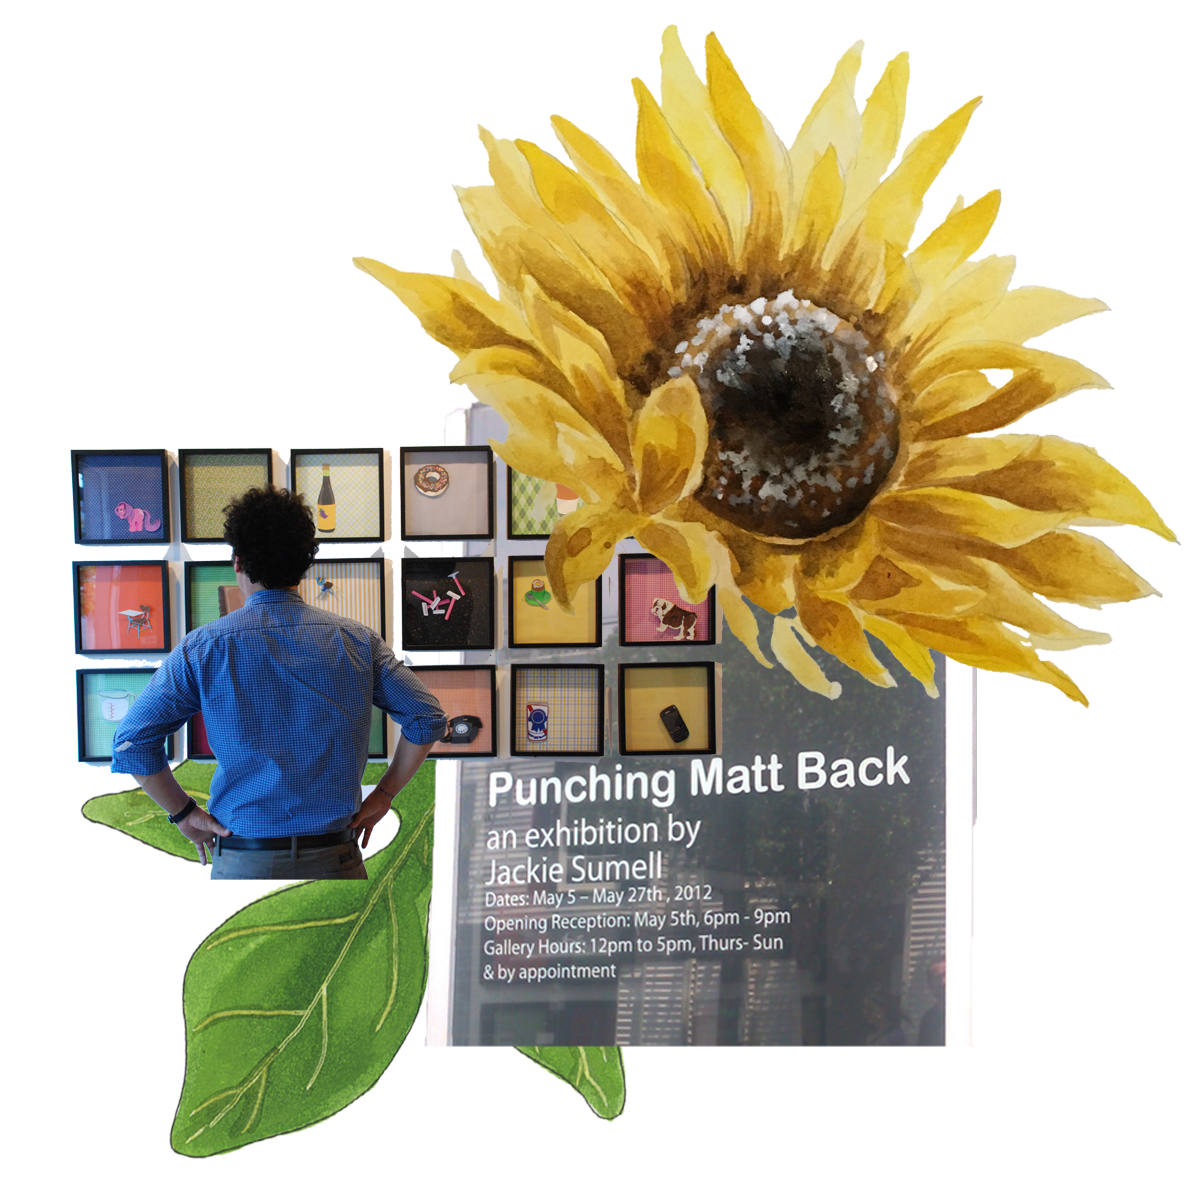 Punching Matt Back
an exhibition by
Jackie Sumell
Dates: May 5 – May 27th , 2012
Opening Reception: May 5th, 6pm - 9pm
Gallery Hours: 12pm to 5pm, Thurs- Sun
& by appointment